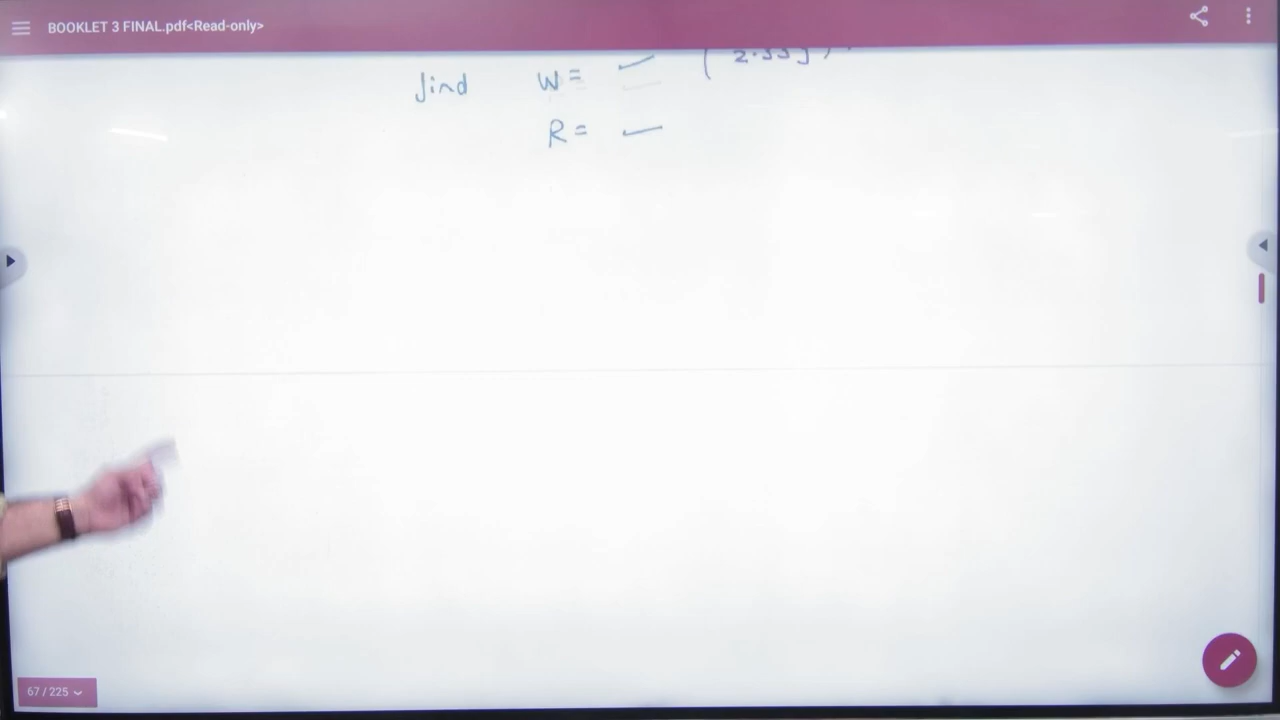 BOOKLET 3 FINAL.pdf<Read-only>
find W =
R =
67 / 225